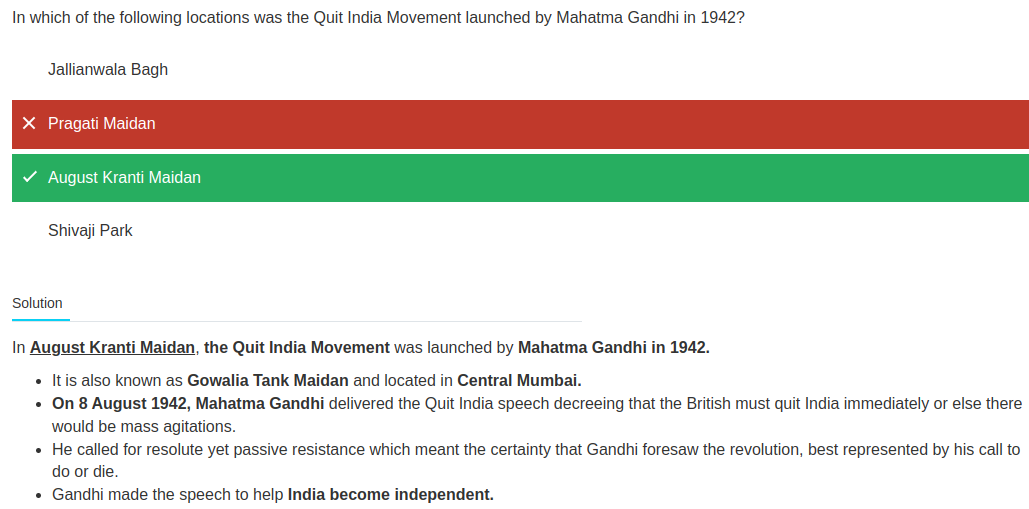 In which of the following locations was the Quit India Movement launched by Mahatma Gandhi in 1942?
Jallianwala Bagh
Pragati Maidan
August Kranti Maidan
Shivaji Park
Solution
In August Kranti Maidan, the Quit India Movement was launched by Mahatma Gandhi in 1942.
• It is also known as Gowalia Tank Maidan and located in Central Mumbai.
• On 8 August 1942, Mahatma Gandhi delivered the Quit India speech decreeing that the British must quit India immediately or else there
would be mass agitations.
• He called for resolute yet passive resistance which meant the certainty that Gandhi foresaw the revolution, best represented by his call to
do or die.
• Gandhi made the speech to help India become independent.